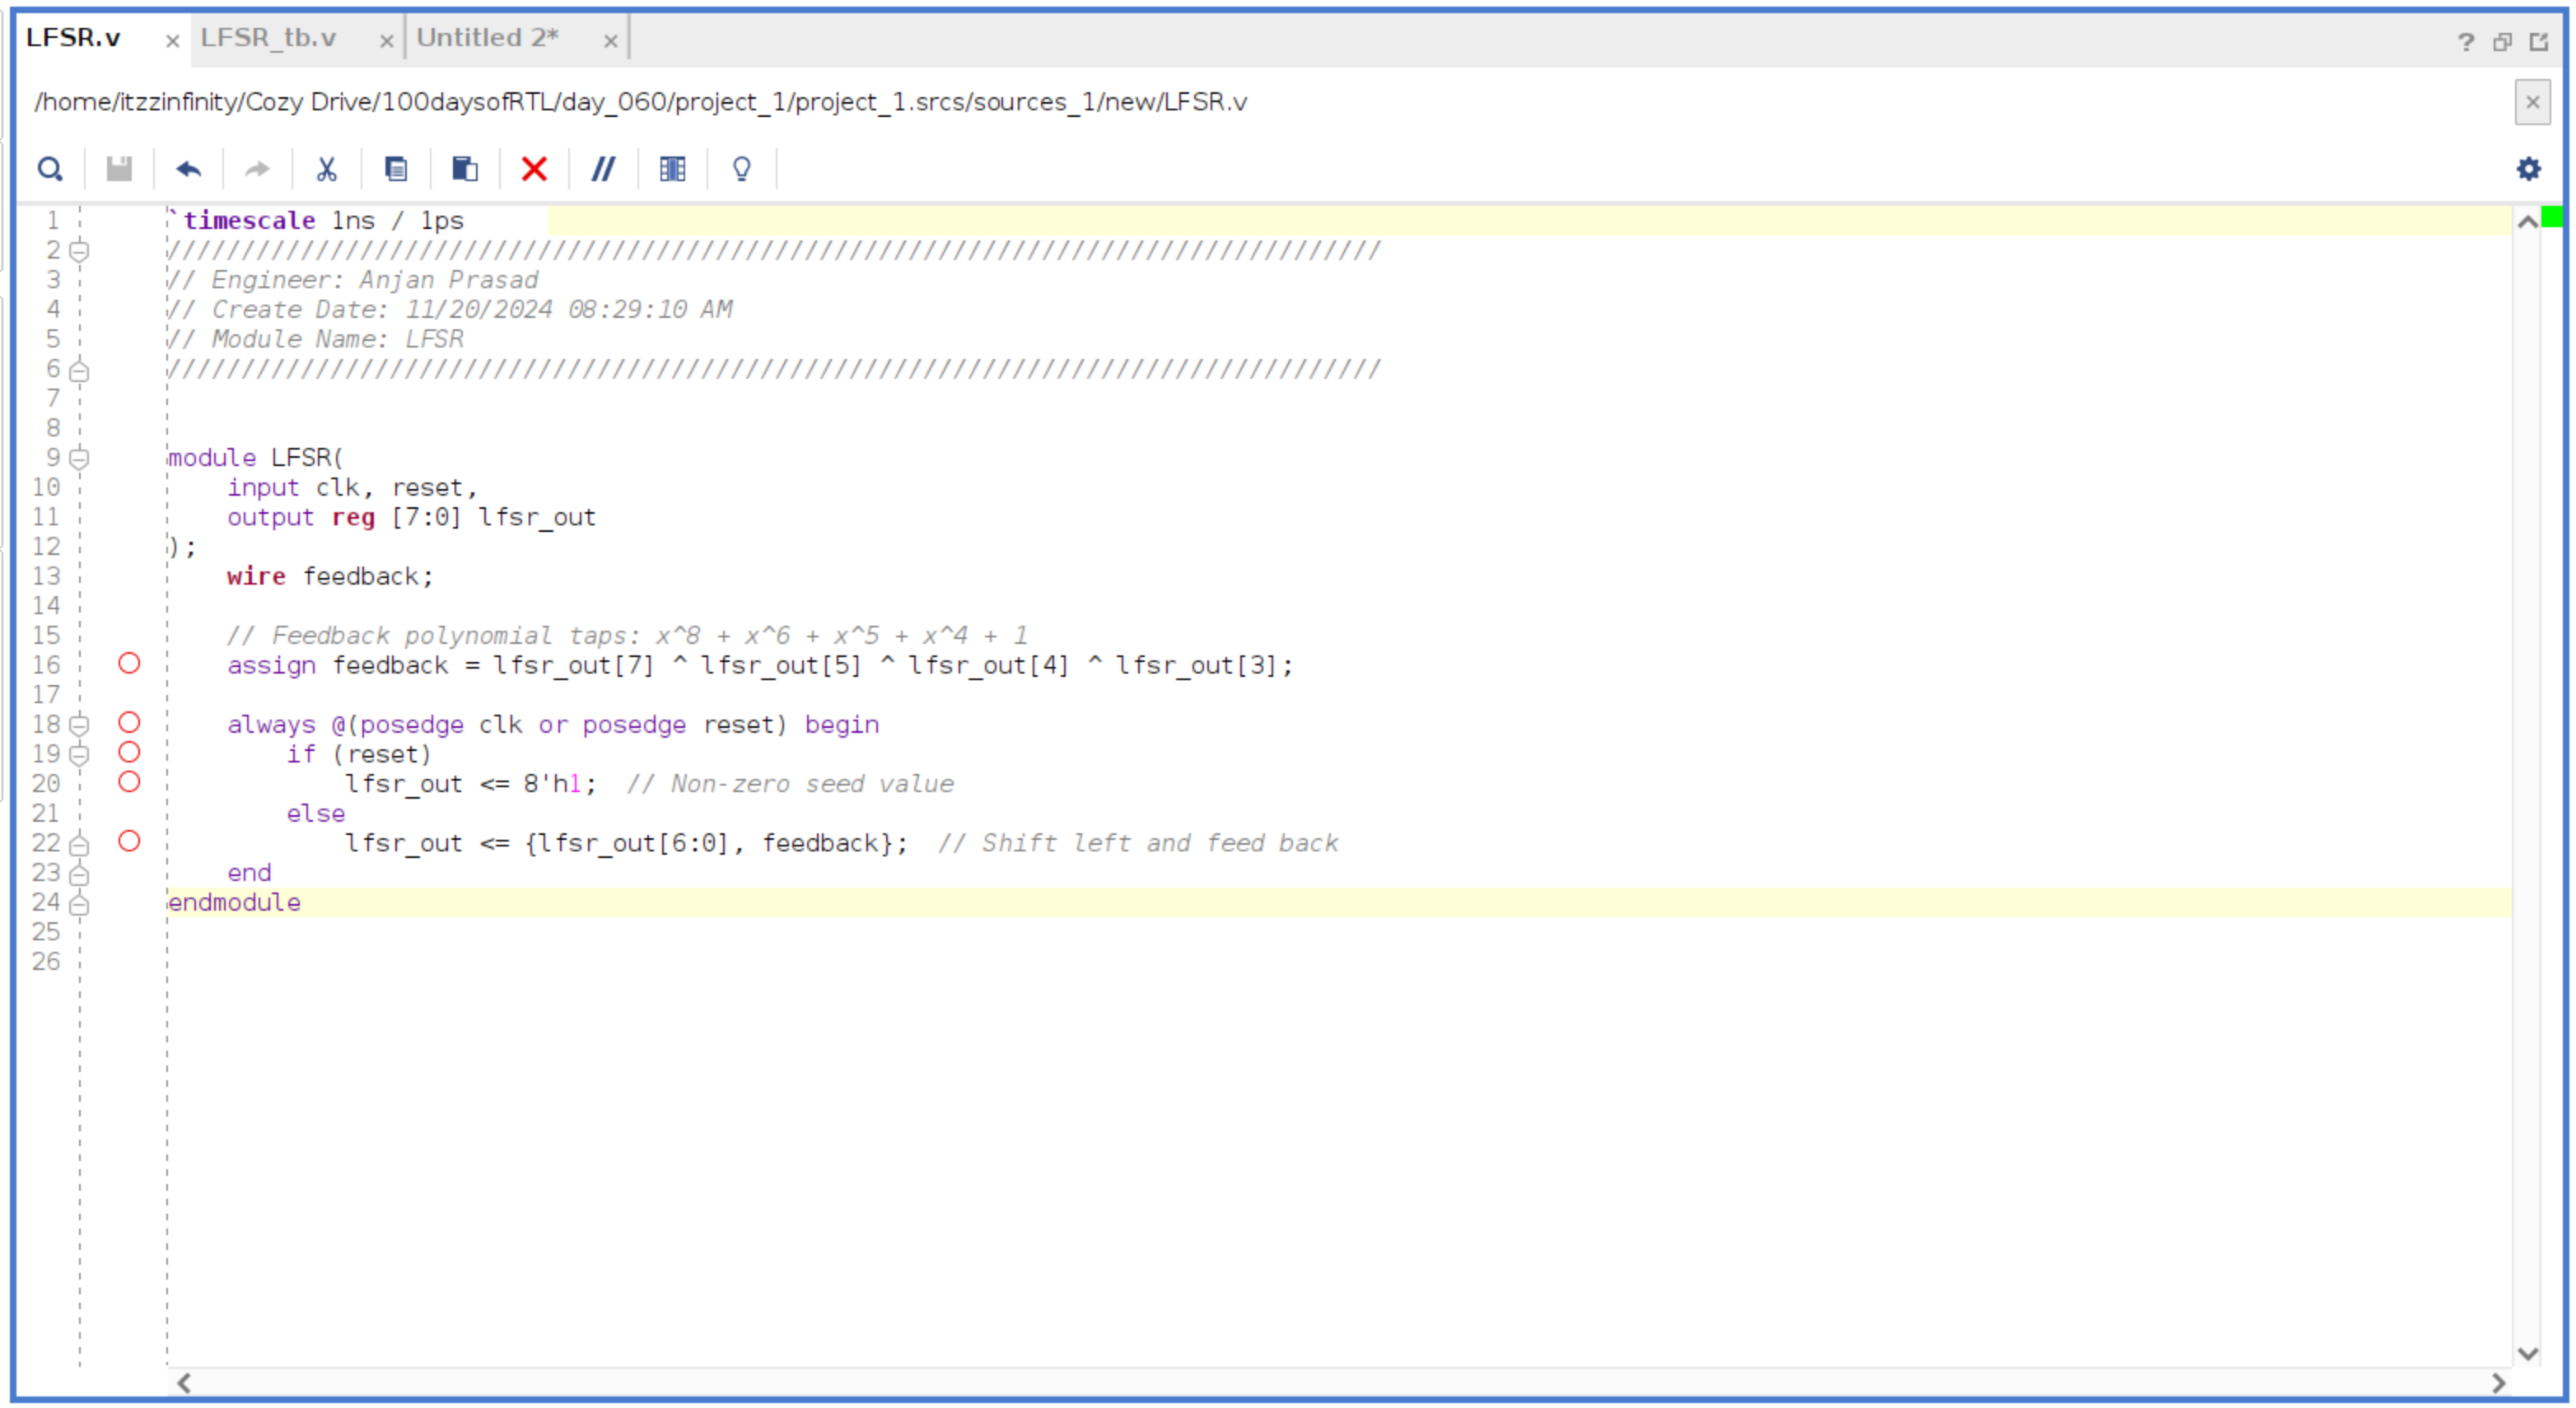 LFSR.v × LFSR_tb.v × Untitled 2* × ?
/home/itzzinfinity/Cozy Drive/100daysofRTL/day_060/project_1/project_1.srcs/sources_1/new/LFSR.v ×
1 `timescale 1ns / 1ps
2 ///////////////////////////////////////////////////////////////////////////////////
3 // Engineer: Anjan Prasad
4 // Create Date: 11/20/2024 08:29:10 AM
5 // Module Name: LFSR
6 ///////////////////////////////////////////////////////////////////////////////////
7
8
9 module LFSR(
10 input clk, reset,
11 output reg [7:0] lfsr_out
12 );
13 wire feedback;
14
15 // Feedback polynomial taps: x^8 + x^6 + x^5 + x^4 + 1
16 assign feedback = lfsr_out[7] ^ lfsr_out[5] ^ lfsr_out[4] ^ lfsr_out[3];
17
18 always @(posedge clk or posedge reset) begin
19 if (reset)
20 lfsr_out <= 8'h1; // Non-zero seed value
21 else
22 lfsr_out <= {lfsr_out[6:0], feedback}; // Shift left and feed back
23 end
24 endmodule
25
26